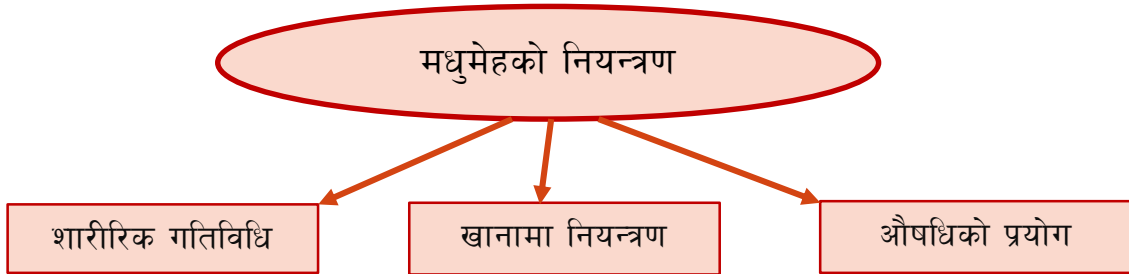 मधुमेहको नियन्त्रण
शारीरिक गतिविधि
खानामा नियन्त्रण
औषधिको प्रयोग